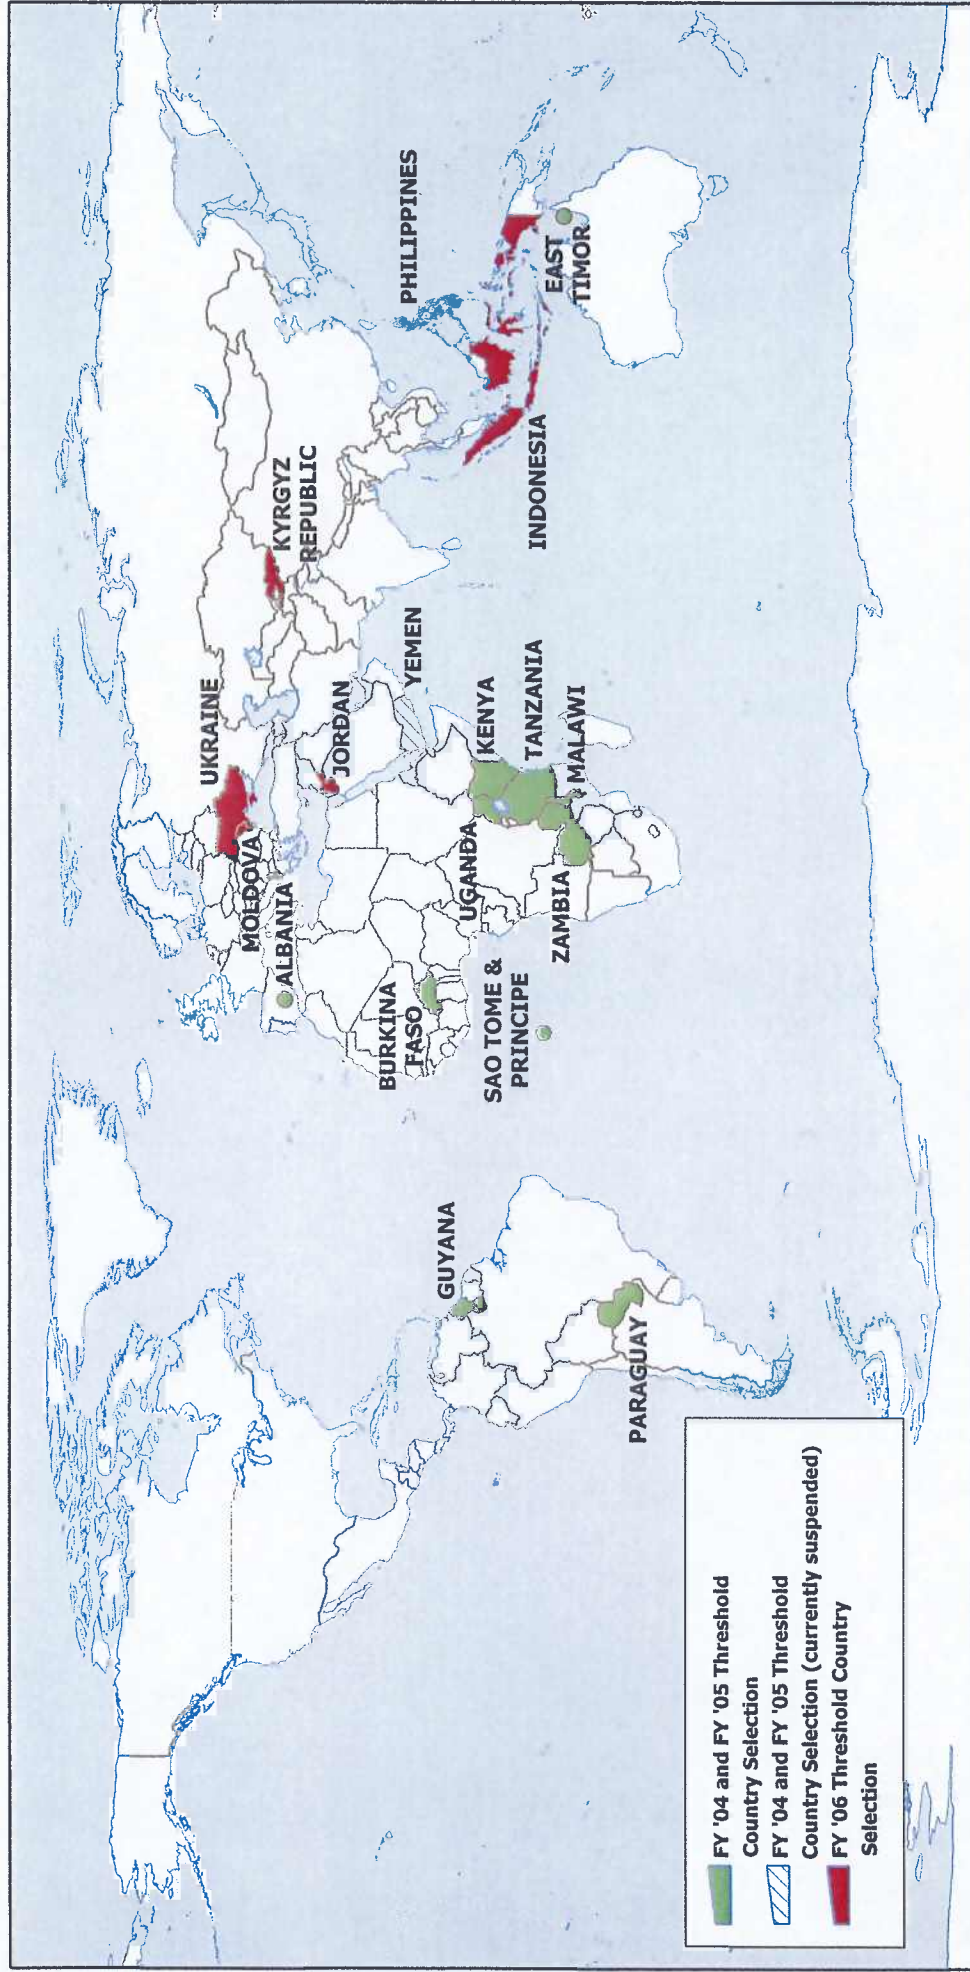 UKRAINE
MOLDOVA
ALBANIA
KYRGYZ
REPUBLIC
JORDAN
PHILIPPINES
YEMEN
BURKINA
FASO
GUYANA
UGANDA
KENYA
SAO TOME &
PRINCIPE
TANZANIA
INDONESIA
EAST
TIMOR
ZAMBIA
MALAWI
PARAGUAY
FY '04 and FY '05 Threshold
Country Selection
FY '04 and FY '05 Threshold
Country Selection (currently suspended)
FY '06 Threshold Country
Selection